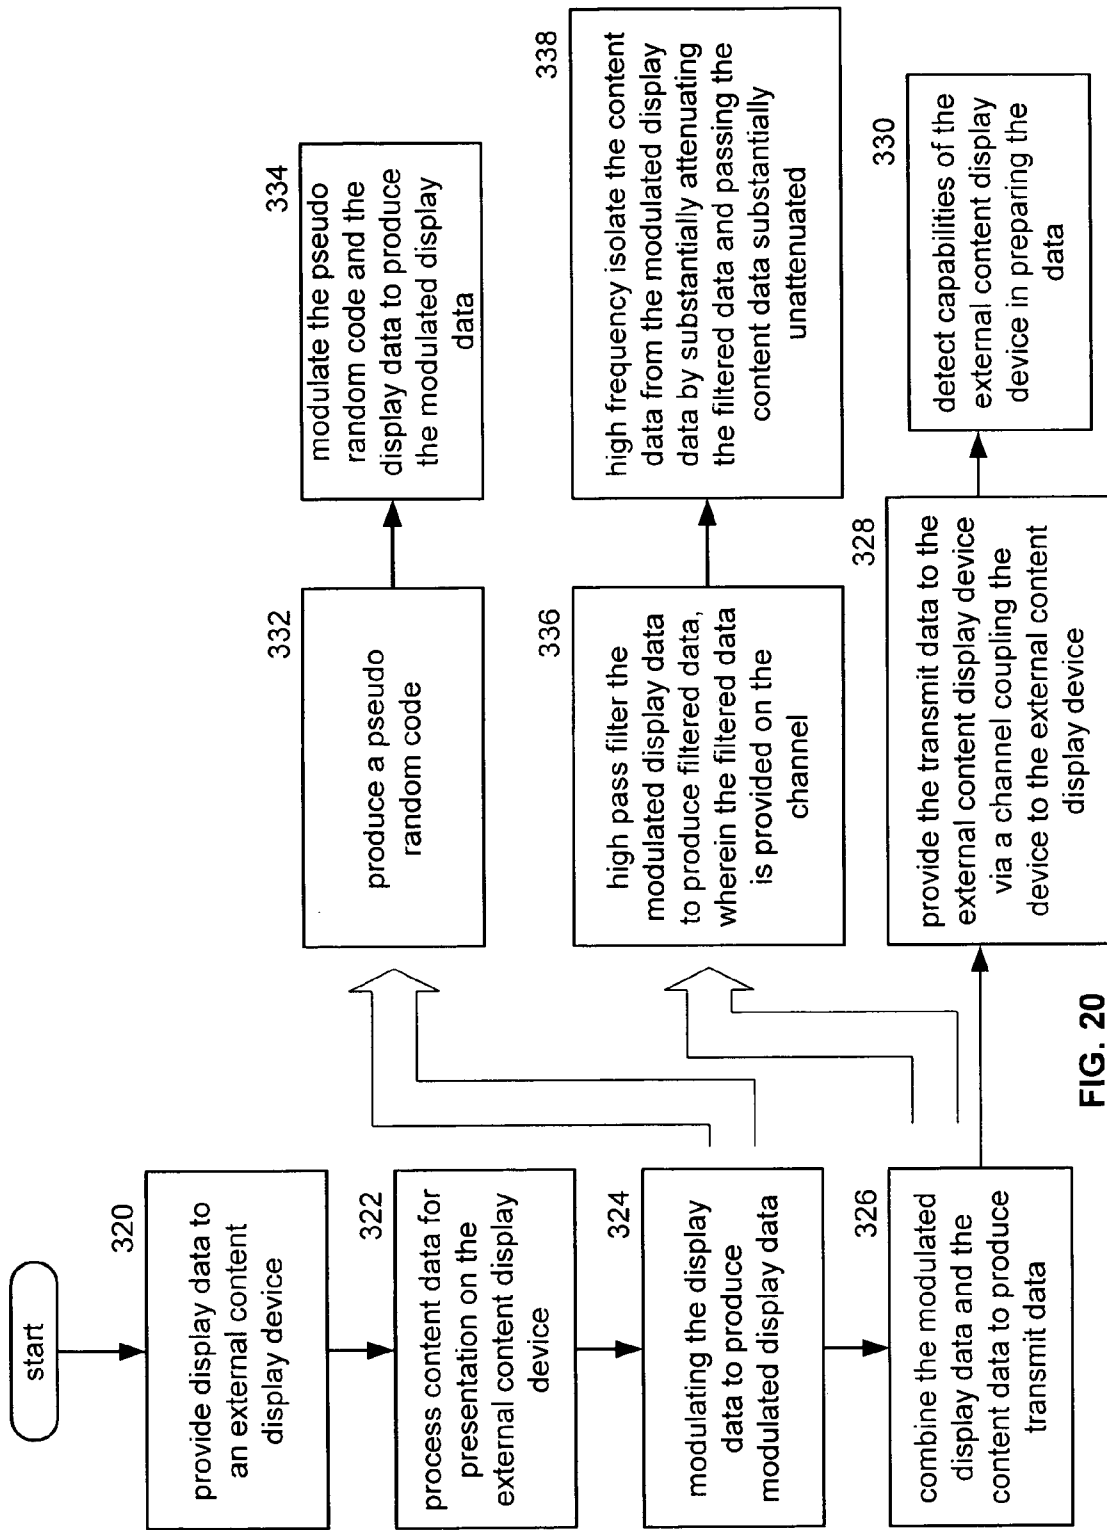 start
320
provide display data to
an external content
display device
322
process content data for
presentation on the
external content display
device
324
modulating the display
data to produce
modulated display data
326
combine the modulated
display data and the
content data to produce
transmit data
332
produce a pseudo
random code
334
modulate the pseudo
random code and the
display data to produce
the modulated display
data
336
high pass filter the
modulated display data
to produce filtered data,
wherein the filtered data
is provided on the
channel
338
high frequency isolate the content
data from the modulated display
data by substantially attenuating
the filtered data and passing the
content data substantially
unattenuated
328
provide the transmit data to the
external content display device
via a channel coupling the
device to the external content
display device
330
detect capabilities of the
external content display
device in preparing the
data
FIG. 20